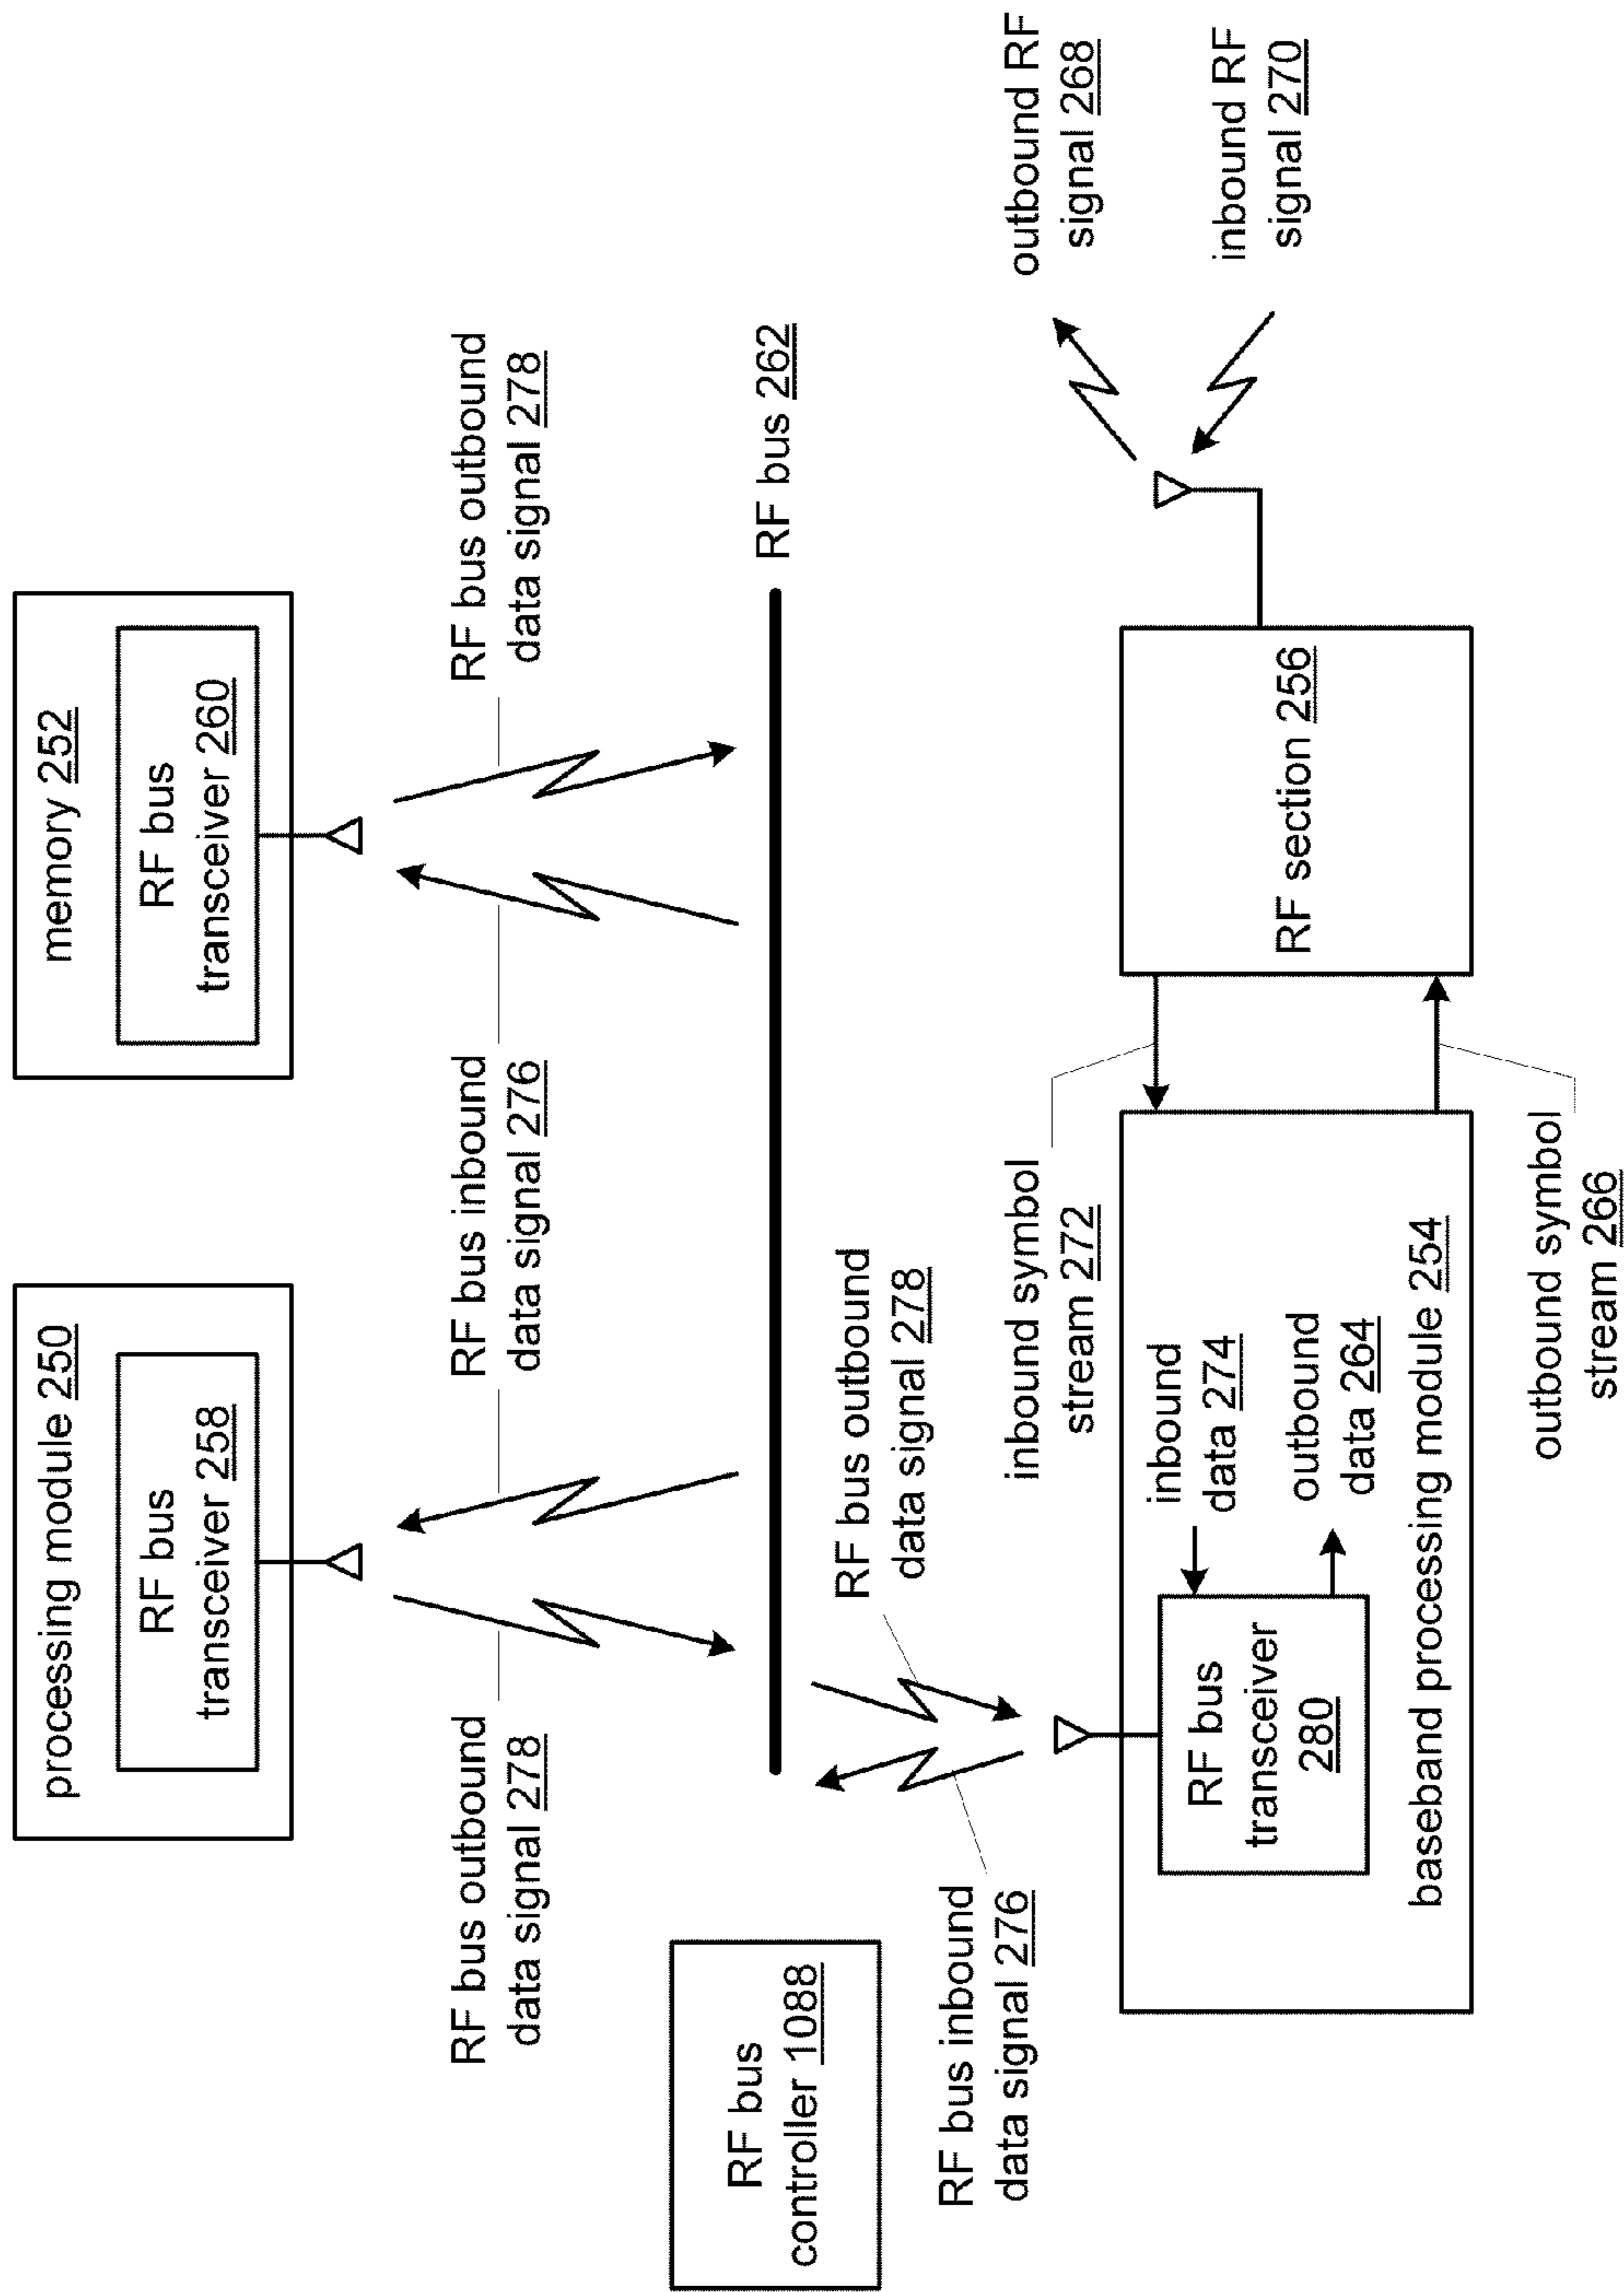 processing module 250
RF bus
transceiver 258
memory 252
RF bus
transceiver 260
RF bus outbound
data signal 278
RF bus inbound
data signal 276
RF bus outbound
data signal 278
RF bus
controller 1088
RF bus 262
RF bus inbound
data signal 276
RF bus outbound
data signal 278
inbound symbol
stream 272
outbound RF
signal 268
inbound RF
signal 270
RF bus
transceiver
280
inbound
data 274
outbound
data 264
baseband processing module 254
RF section 256
outbound symbol
stream 266